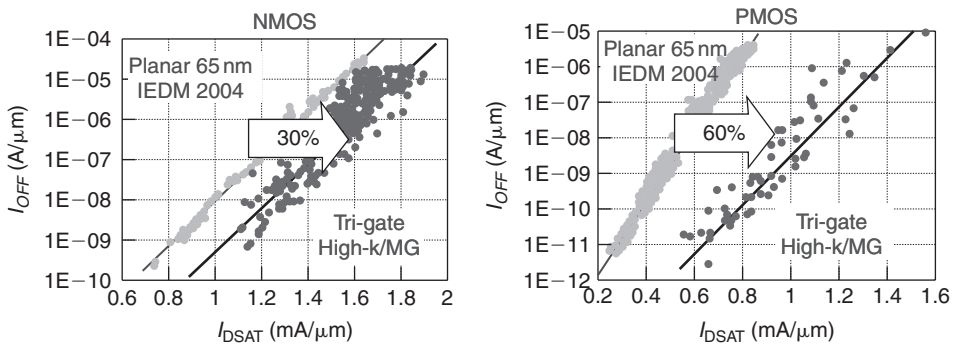 NMOS
1E−04
1E−05
1E−06
1E−07
1E−08
1E−09
1E−10
I_OFF (A/μm)
Planar 65 nm
IEDM 2004
30%
Tri-gate
High-k/MG
0.6 0.8 1 1.2 1.4 1.6 1.8 2
I_DSAT (mA/μm)
PMOS
1E−05
1E−06
1E−07
1E−08
1E−09
1E−10
1E−11
1E−12
I_OFF (A/μm)
Planar 65 nm
IEDM 2004
60%
Tri-gate
High-k/MG
0.2 0.4 0.6 0.8 1 1.2 1.4 1.6
I_DSAT (mA/μm)